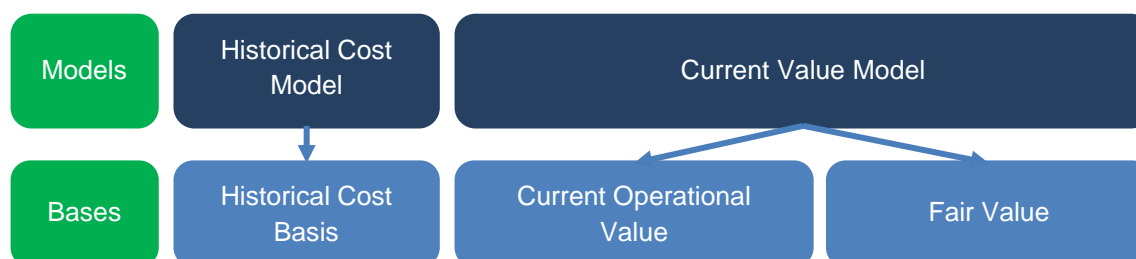 Models
Historical Cost
Model
Current Value Model
Bases
Historical Cost
Basis
Current Operational
Value
Fair Value